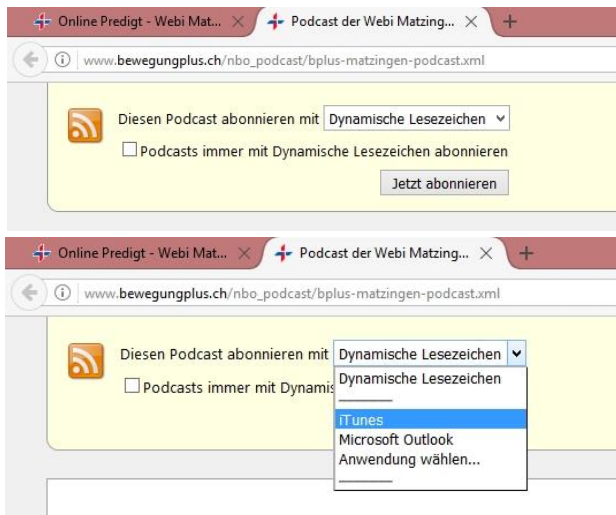 Online Predigt - Webi Mat...
Podcast der Webi Matzing...
www.bewegungplus.ch/nbo_podcast/bplus-matzingen-podcast.xml
Diesen Podcast abonnieren mit Dynamische Lesezeichen
Podcasts immer mit Dynamische Lesezeichen abonnieren
Jetzt abonnieren
Online Predigt - Webi Mat...
Podcast der Webi Matzing...
www.bewegungplus.ch/nbo_podcast/bplus-matzingen-podcast.xml
Diesen Podcast abonnieren mit Dynamische Lesezeichen
Podcasts immer mit Dynamis
Dynamische Lesezeichen
iTunes
Microsoft Outlook
Anwendung wählen...